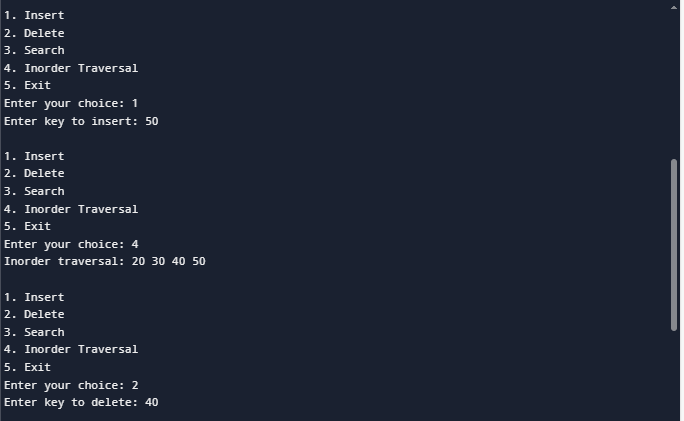 1. Insert
2. Delete
3. Search
4. Inorder Traversal
5. Exit
Enter your choice: 1
Enter key to insert: 50
1. Insert
2. Delete
3. Search
4. Inorder Traversal
5. Exit
Enter your choice: 4
Inorder traversal: 20 30 40 50
1. Insert
2. Delete
3. Search
4. Inorder Traversal
5. Exit
Enter your choice: 2
Enter key to delete: 40